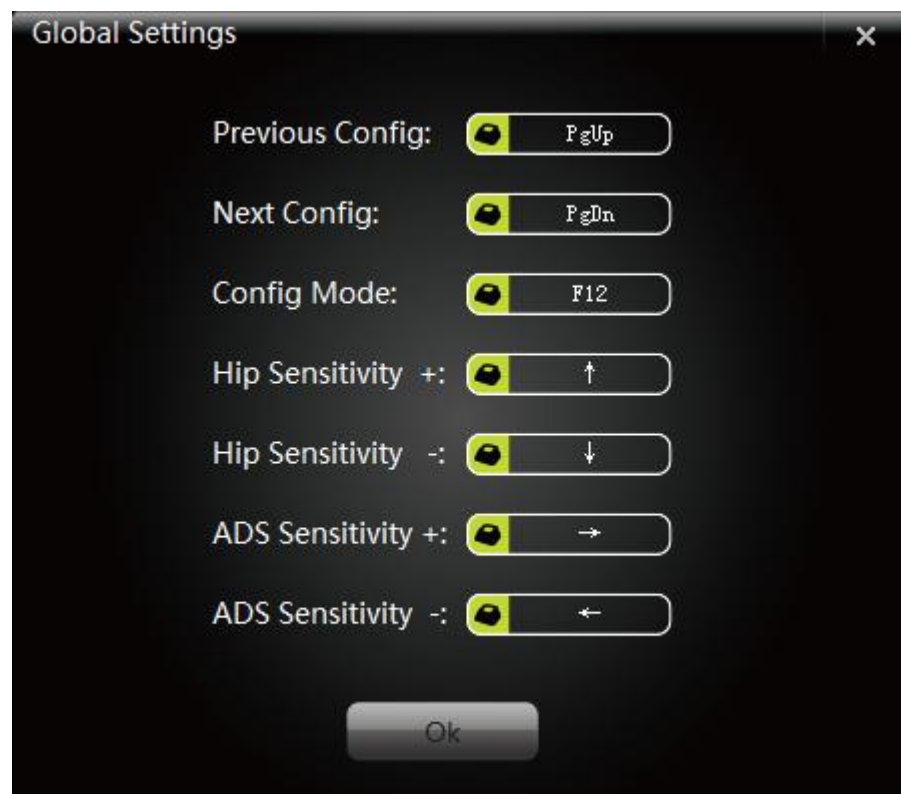 Global Settings ×
Previous Config: PgUp
Next Config: PgDn
Config Mode: F12
Hip Sensitivity +: ↑
Hip Sensitivity -: ↓
ADS Sensitivity +: →
ADS Sensitivity -: ←
Ok